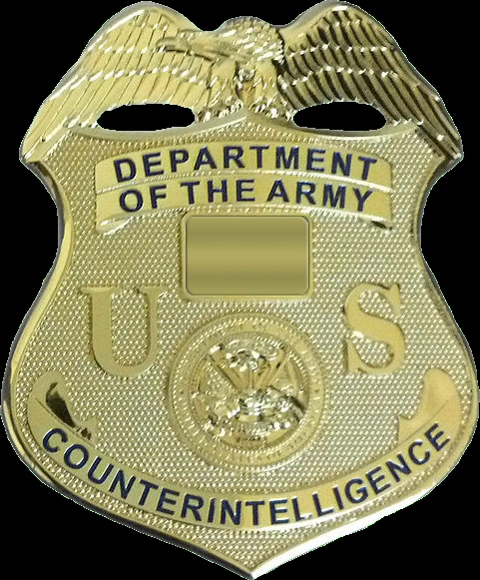 DEPARTMENT
OF THE ARMY
U S
COUNTERINTELLIGENCE